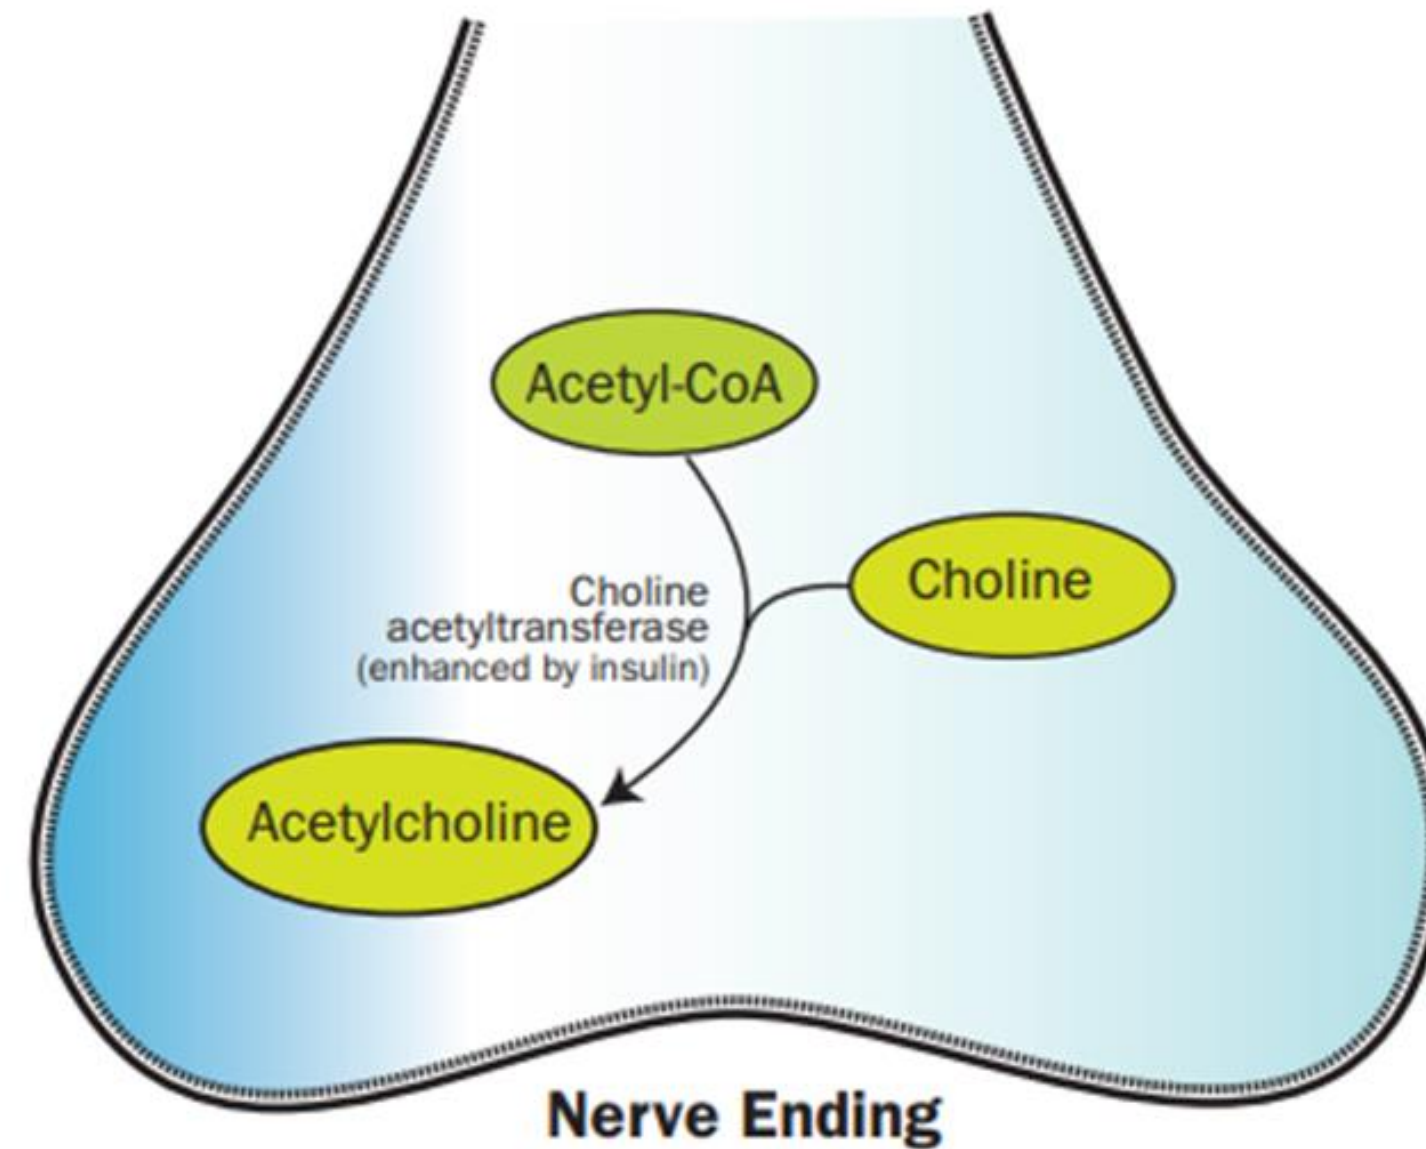 Acetyl-CoA
Choline
Choline
acetyltransferase
(enhanced by insulin)
Acetylcholine
Nerve Ending